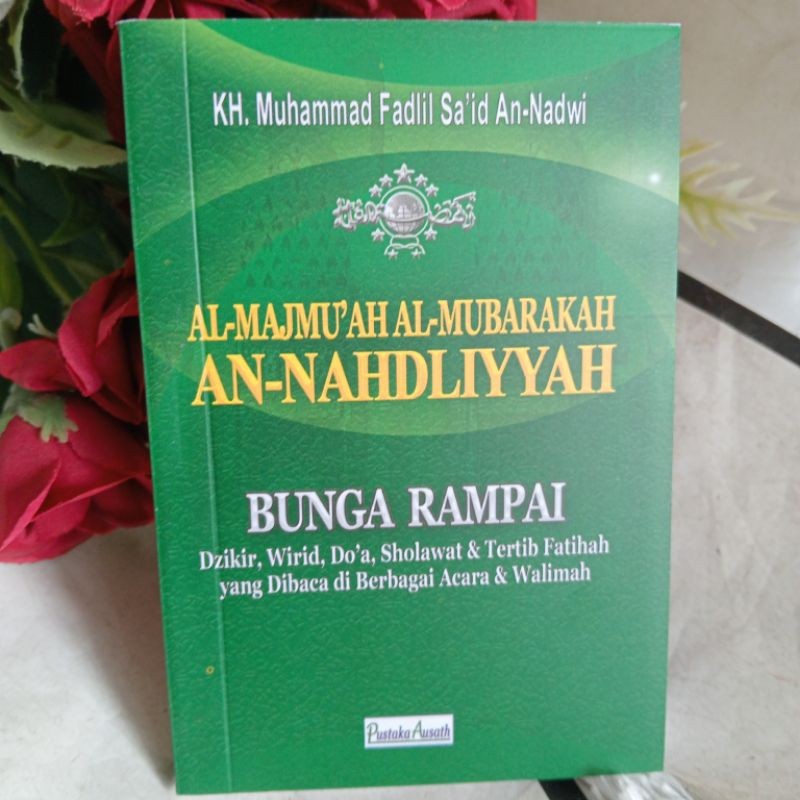 KH. Muhammad Fadlil Sa'id An-Nadwi
AL-MAJMU'AH AL-MUBARAKAH
AN-NAHDLIYYAH
BUNGA RAMPAI
Dzikir, Wirid, Do'a, Sholawat & Tertib Fatihah
yang Dibaca di Berbagai Acara & Walimah
Pustaka Ausath